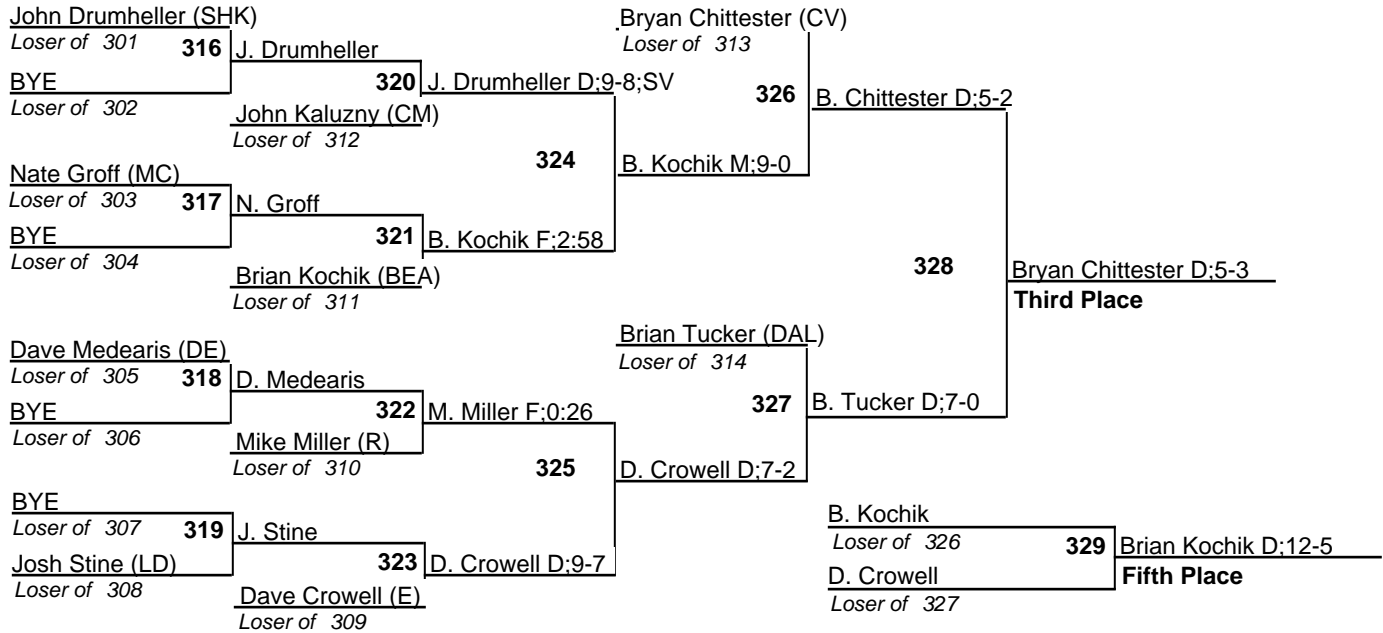 John Drumheller (SHK)
Loser of 301
316
J. Drumheller
BYE
Loser of 302
320
J. Drumheller D;9-8;SV
John Kaluzny (CM)
Loser of 312
324
B. Kochik M;9-0
Nate Groff (MC)
Loser of 303
317
N. Groff
BYE
Loser of 304
321
B. Kochik F;2:58
Brian Kochik (BEA)
Loser of 311
Bryan Chittester (CV)
Loser of 313
326
B. Chittester D;5-2
328
Bryan Chittester D;5-3
Third Place
Dave Medearis (DE)
Loser of 305
318
D. Medearis
BYE
Loser of 306
322
M. Miller F;0:26
Mike Miller (R)
Loser of 310
325
D. Crowell D;7-2
BYE
Loser of 307
319
J. Stine
Josh Stine (LD)
Loser of 308
323
D. Crowell D;9-7
Dave Crowell (E)
Loser of 309
Brian Tucker (DAL)
Loser of 314
327
B. Tucker D;7-0
B. Kochik
Loser of 326
329
Brian Kochik D;12-5
Fifth Place
D. Crowell
Loser of 327